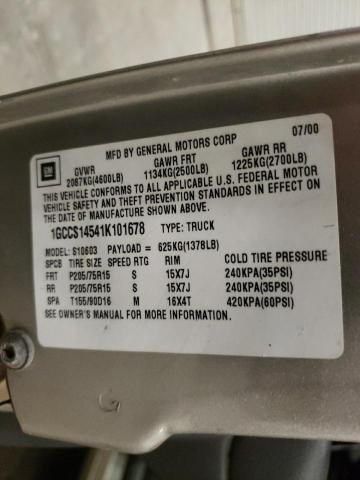 MFD BY GENERAL MOTORS CORP 07/00
GM
GVWR GAWR FRT GAWR RR
2087KG(4600LB) 1134KG(2500LB) 1225KG(2700LB)
THIS VEHICLE CONFORMS TO ALL APPLICABLE U.S. FEDERAL MOTOR
VEHICLE SAFETY AND THEFT PREVENTION STANDARDS IN EFFECT ON
THE DATE OF MANUFACTURE SHOWN ABOVE.
1GCCS14541K101678 TYPE: TRUCK
MODEL: S10603 PAYLOAD = 625KG(1378LB)
SPCB TIRE SIZE SPEED RTG RIM COLD TIRE PRESSURE
FRT P205/75R15 S 15X7J 240KPA(35PSI)
RR P205/75R15 S 15X7J 240KPA(35PSI)
SPA T155/90D16 M 16X4T 420KPA(60PSI)
SEE OWNER'S MANUAL FOR MORE INFORMATION.